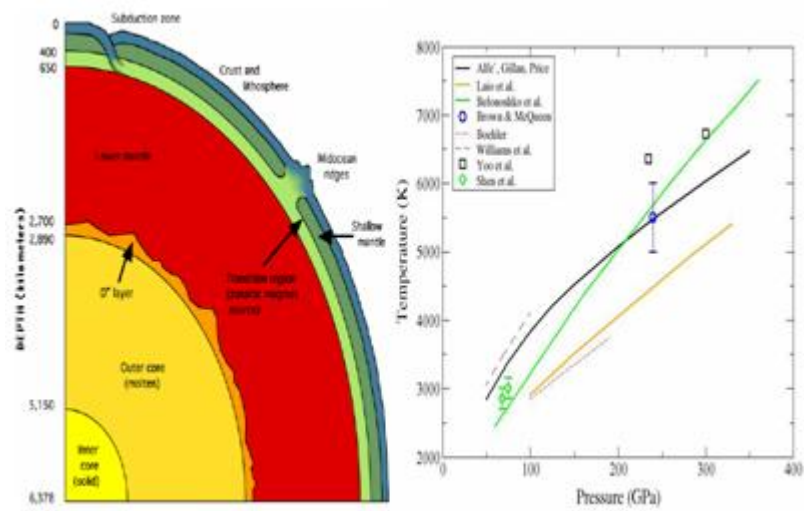 Subduction zone
0
400
650
Crust and
lithosphere
Midocean
ridges
Lower mantle
2,700
2,890
Shallow
mantle
D" layer
Transition region
DEPTH (kilometers)
Outer core
(molten)
5,150
Inner
core
(solid)
6,378
8000
7000
6000
5000
4000
3000
2000
Temperature (K)
Alfe`, Gillan, Price
Laio et al.
Belonoshko et al.
Brown & McQueen
Boehler
Williams et al.
Yoo et al.
Shen et al.
0
100
200
300
400
Pressure (GPa)